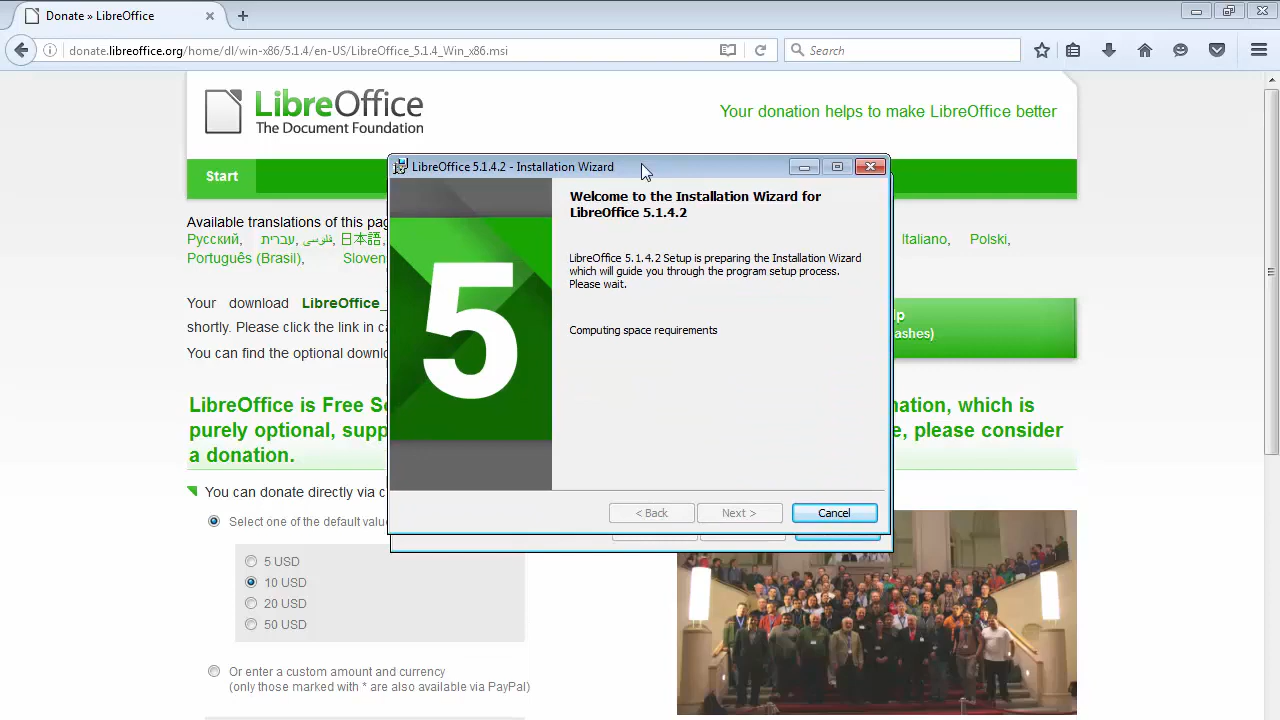 Donate » LibreOffice
donate.libreoffice.org/home/dl/win-x86/5.1.4/en-US/LibreOffice_5.1.4_Win_x86.msi
Search
LibreOffice
The Document Foundation
Your donation helps to make LibreOffice better
Start
LibreOffice 5.1.4.2 - Installation Wizard
Welcome to the Installation Wizard for
LibreOffice 5.1.4.2
LibreOffice 5.1.4.2 Setup is preparing the Installation Wizard
which will guide you through the program setup process.
Please wait.
Computing space requirements
5
< Back
Next >
Cancel
Available translations of this pag
Русский, עברית, فارسی, 日本語, Italiano, Polski,
Português (Brasil), Sloven
Your download LibreOffice_
shortly. Please click the link in ca
You can find the optional downlo
p
ashes)
LibreOffice is Free So nation, which is
purely optional, supp e, please consider
a donation.
You can donate directly via c
Select one of the default value
5 USD
10 USD
20 USD
50 USD
Or enter a custom amount and currency
(only those marked with * are also available via PayPal)